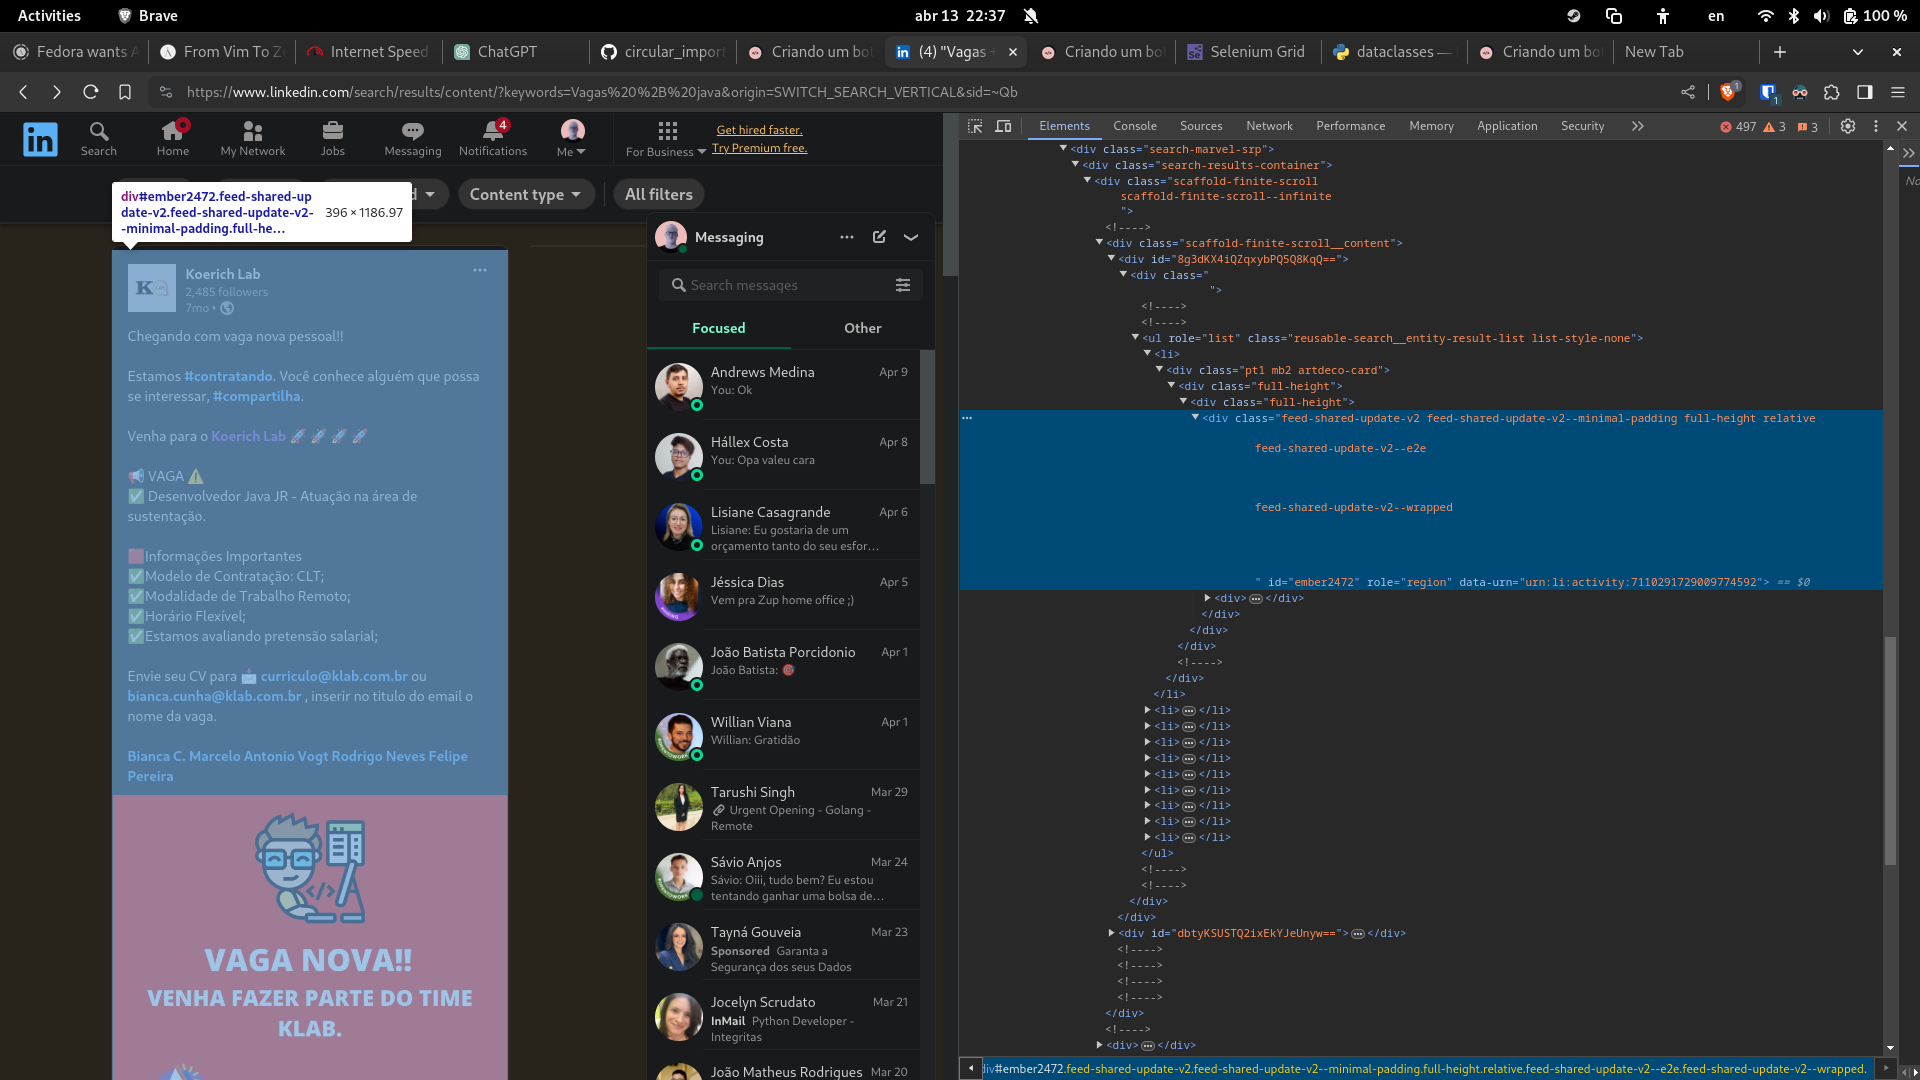 Activities
Brave
abr 13 22:37
en
100 %
Fedora wants A
From Vim To Z
Internet Speed
ChatGPT
circular_impor
Criando um bo
(4) "Vagas
Criando um bo
Selenium Grid
dataclasses —
Criando um bo
New Tab
https://www.linkedin.com/search/results/content/?keywords=Vagas%20%2B%20java&origin=SWITCH_SEARCH_VERTICAL&sid=~Qb
1
1
in
Search
Home
My Network
Jobs
Messaging
4
Notifications
Me
For Business
Get hired faster.
Try Premium free.
d
Content type
All filters
div#ember2472.feed-shared-up
date-v2.feed-shared-update-v2-
-minimal-padding.full-he...
396 × 1186.97
Koerich Lab
2,485 followers
7mo •
Chegando com vaga nova pessoal!!
Estamos #contratando. Você conhece alguém que possa
se interessar, #compartilha.
Venha para o Koerich Lab 🚀 🚀 🚀 🚀
📢 VAGA ⚠️
✅ Desenvolvedor Java JR - Atuação na área de
sustentação.
🟥Informações Importantes
✅Modelo de Contratação: CLT;
✅Modalidade de Trabalho Remoto;
✅Horário Flexível;
✅Estamos avaliando pretensão salarial;
Envie seu CV para 📩 curriculo@klab.com.br ou
bianca.cunha@klab.com.br , inserir no titulo do email o
nome da vaga.
Bianca C. Marcelo Antonio Vogt Rodrigo Neves Felipe
Pereira
VAGA NOVA!!
VENHA FAZER PARTE DO TIME
KLAB.
Messaging
Search messages
Focused
Other
Andrews Medina
Apr 9
You: Ok
Hállex Costa
Apr 8
You: Opa valeu cara
Lisiane Casagrande
Apr 6
Lisiane: Eu gostaria de um
orçamento tanto do seu esfor…
Jéssica Dias
Apr 5
Vem pra Zup home office ;)
João Batista Porcidonio
Apr 1
João Batista: 🎯
Willian Viana
Apr 1
Willian: Gratidão
Tarushi Singh
Mar 29
Urgent Opening - Golang -
Remote
Sávio Anjos
Mar 24
Sávio: Oiii, tudo bem? Eu estou
tentando ganhar uma bolsa de…
Tayná Gouveia
Mar 23
Sponsored Garanta a
Segurança dos seus Dados
Jocelyn Scrudato
Mar 21
InMail Python Developer -
Integritas
João Matheus Rodrigues
Mar 20
Elements
Console
Sources
Network
Performance
Memory
Application
Security
497
3
3
No
<div class="search-marvel-srp">
<div class="search-results-container">
<div class="scaffold-finite-scroll
scaffold-finite-scroll--infinite
">
<!---->
<div class="scaffold-finite-scroll__content">
<div id="8g3dKX4iQZqxybPQ5Q8KqQ==">
<div class="
">
<!---->
<!---->
<ul role="list" class="reusable-search__entity-result-list list-style-none">
<li>
<div class="pt1 mb2 artdeco-card">
<div class="full-height">
<div class="full-height">
<div class="feed-shared-update-v2 feed-shared-update-v2--minimal-padding full-height relative
feed-shared-update-v2--e2e
feed-shared-update-v2--wrapped
" id="ember2472" role="region" data-urn="urn:li:activity:7110291729009774592"> == $0
<div>…</div>
</div>
</div>
</div>
<!---->
</div>
</li>
<li>…</li>
<li>…</li>
<li>…</li>
<li>…</li>
<li>…</li>
<li>…</li>
<li>…</li>
<li>…</li>
<li>…</li>
</ul>
<!---->
<!---->
</div>
</div>
<div id="dbtyKSUSTQ2ixEkYJeUnyw==">…</div>
<!---->
<!---->
<!---->
<!---->
</div>
<!---->
<div>…</div>
div#ember2472.feed-shared-update-v2.feed-shared-update-v2--minimal-padding.full-height.relative.feed-shared-update-v2--e2e.feed-shared-update-v2--wrapped.